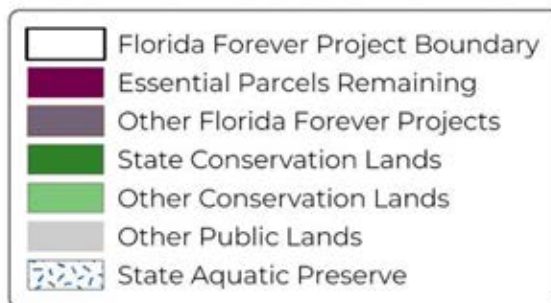 Florida Forever Project Boundary
Essential Parcels Remaining
Other Florida Forever Projects
State Conservation Lands
Other Conservation Lands
Other Public Lands
State Aquatic Preserve